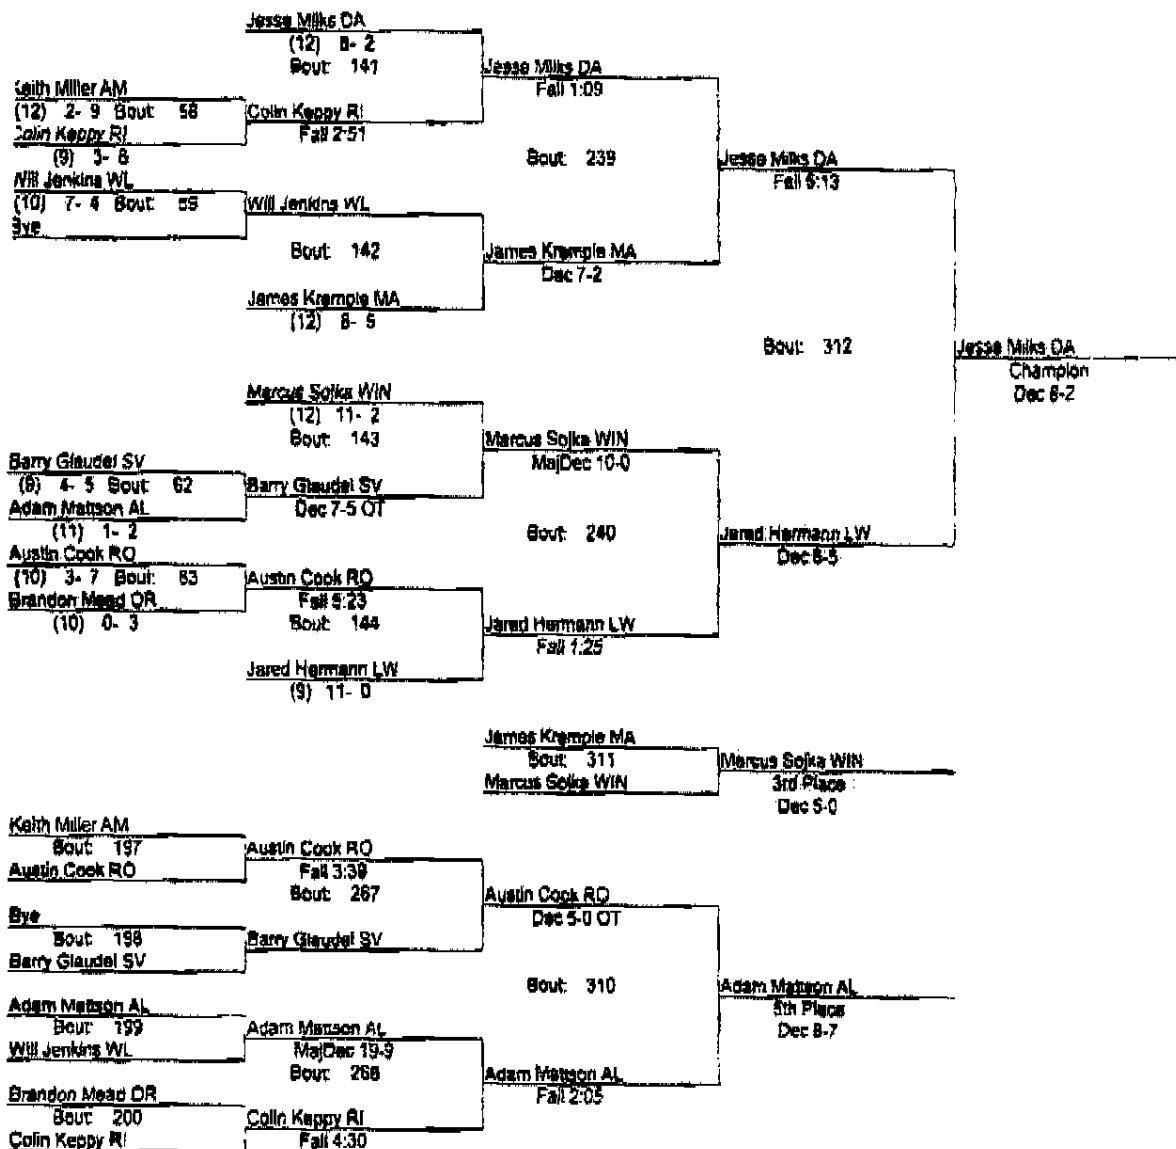 Jesse Milks DA
(12) 8- 2
Bout: 141
Jesse Milks DA
Fall 1:09
Keith Miller AM
(12) 2- 9 Bout: 58
Colin Keppy RI
Fall 2:51
Colin Keppy RI
(9) 3- 8
Bout: 239
Jesse Milks DA
Fall 5:13
Will Jenkins WL
(10) 7- 4 Bout: 59
Will Jenkins WL
Bye
Bout: 142
James Krempie MA
Dec 7-2
James Krempie MA
(12) 8- 5
Bout: 312
Jesse Milks DA
Champion
Dec 8-2
Marcus Sojka WIN
(12) 11- 2
Bout: 143
Marcus Sojka WIN
MajDec 10-0
Barry Glaudel SV
(9) 4- 5 Bout: 62
Barry Glaudel SV
Dec 7-5 OT
Adam Mattson AL
(11) 1- 2
Bout: 240
Jared Hermann LW
Dec 6-5
Austin Cook RO
(10) 3- 7 Bout: 63
Austin Cook RO
Fall 5:23
Brandon Mead OR
(10) 0- 3
Bout: 144
Jared Hermann LW
Fall 1:25
Jared Hermann LW
(9) 11- 0
James Krempie MA
Bout: 311
Marcus Sojka WIN
Marcus Sojka WIN
3rd Place
Dec 5-0
Keith Miller AM
Bout: 197
Austin Cook RO
Austin Cook RO
Fall 3:39
Bout: 267
Austin Cook RO
Dec 5-0 OT
Bye
Bout: 198
Barry Glaudel SV
Barry Glaudel SV
Bout: 310
Adam Mattson AL
5th Place
Dec 8-7
Adam Mattson AL
Bout: 199
Will Jenkins WL
Adam Mattson AL
MajDec 19-9
Bout: 268
Adam Mattson AL
Fall 2:05
Brandon Mead OR
Bout: 200
Colin Keppy RI
Colin Keppy RI
Fall 4:30